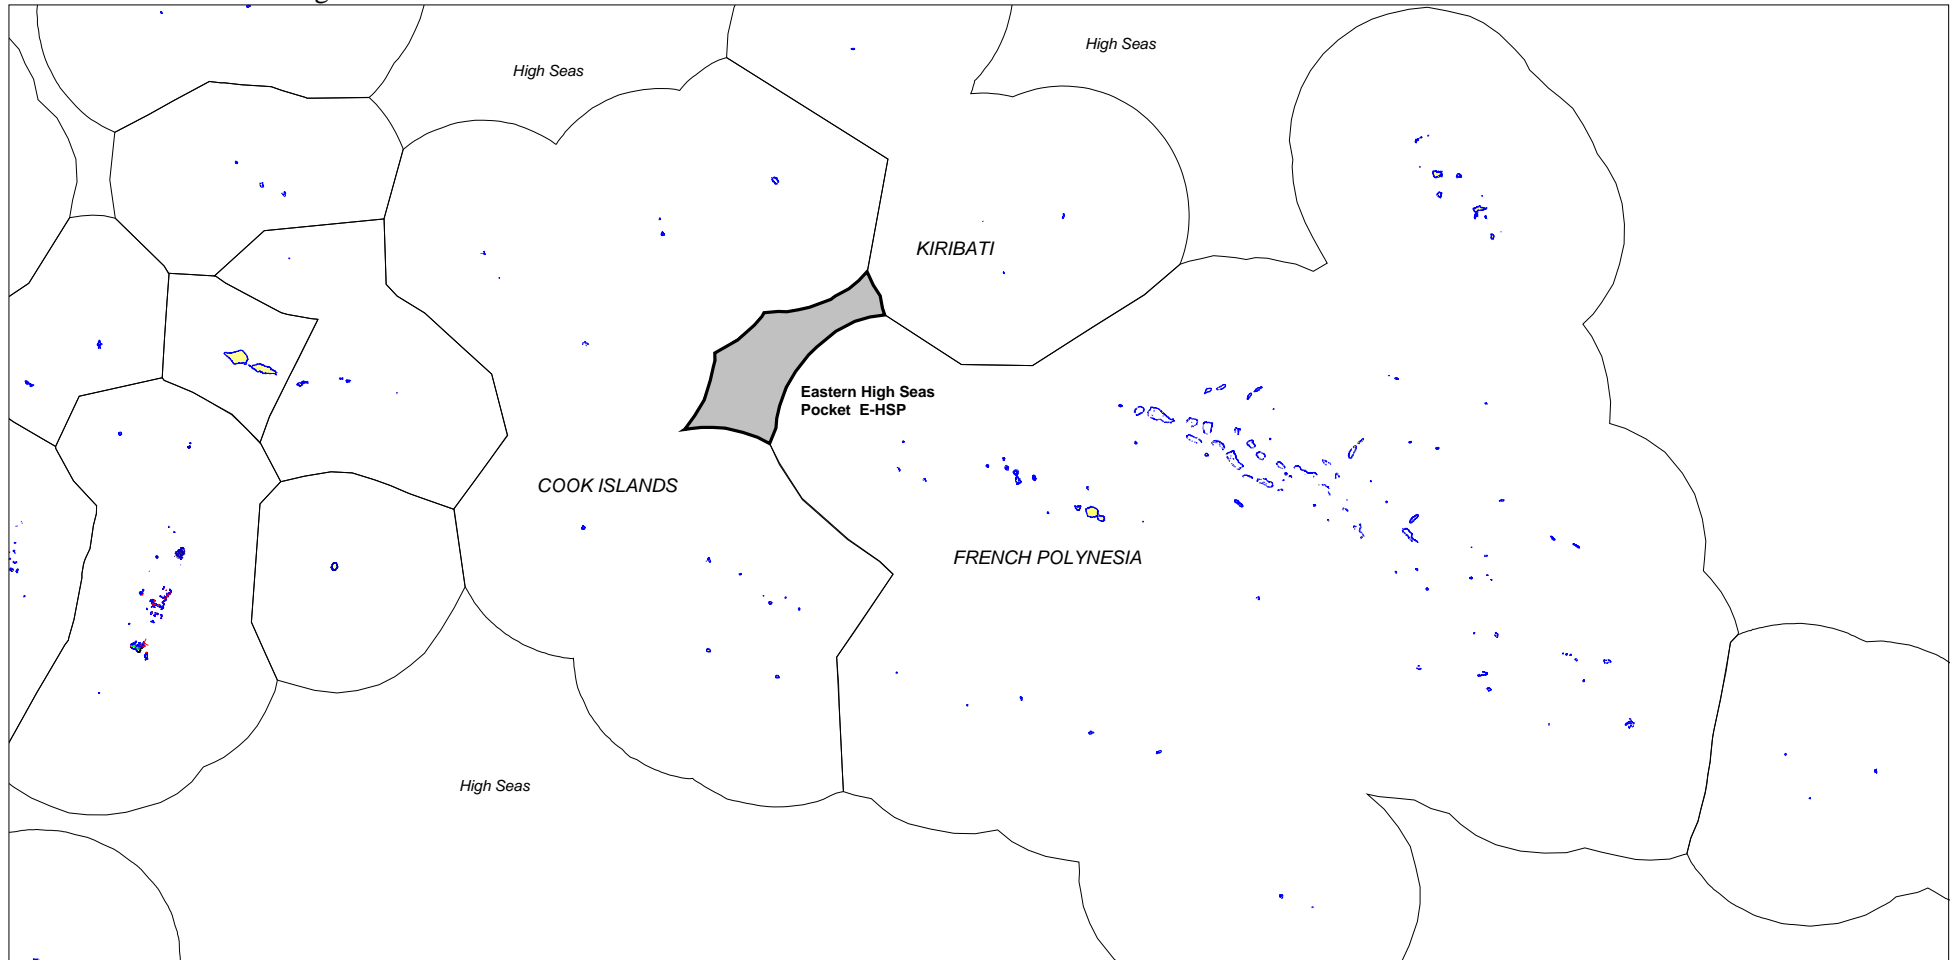 High Seas
High Seas
KIRIBATI
Eastern High Seas
Pocket E-HSP
COOK ISLANDS
FRENCH POLYNESIA
High Seas